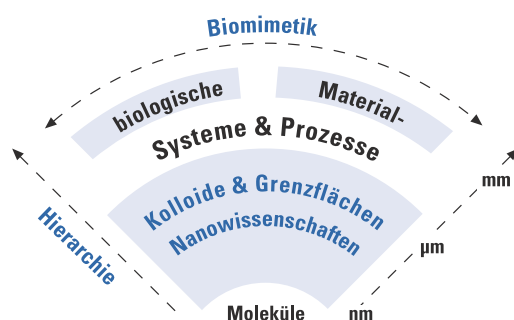 Biomimetik
biologische
Material-
Systeme & Prozesse
mm
Kolloide & Grenzflächen
Hierarchie
Nanowissenschaften
µm
Moleküle
nm